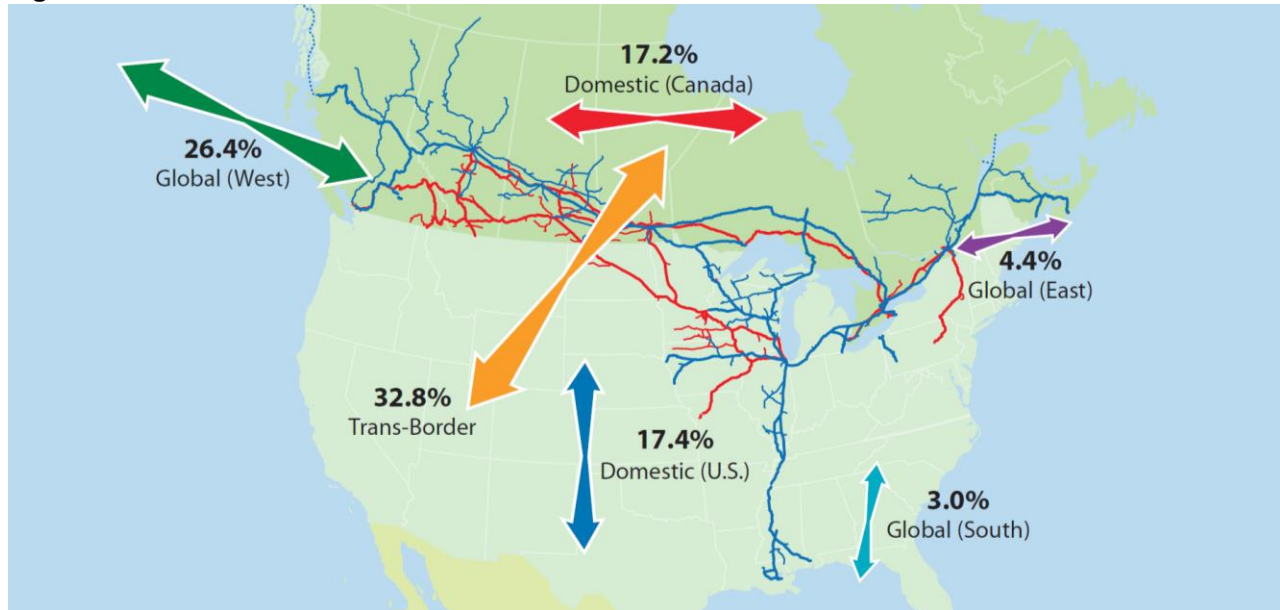 17.2%
Domestic (Canada)
26.4%
Global (West)
4.4%
Global (East)
32.8%
Trans-Border
17.4%
Domestic (U.S.)
3.0%
Global (South)